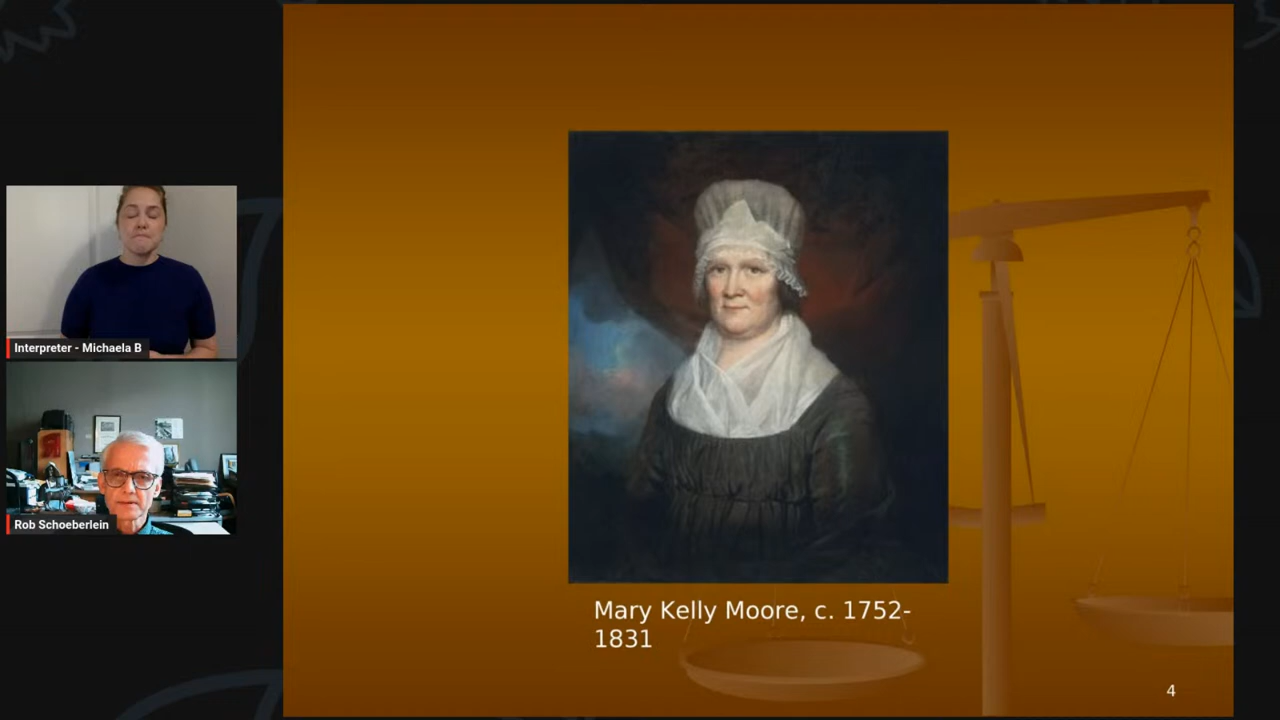 Interpreter - Michaela B
Rob Schoeberlein
Mary Kelly Moore, c. 1752-
1831
4